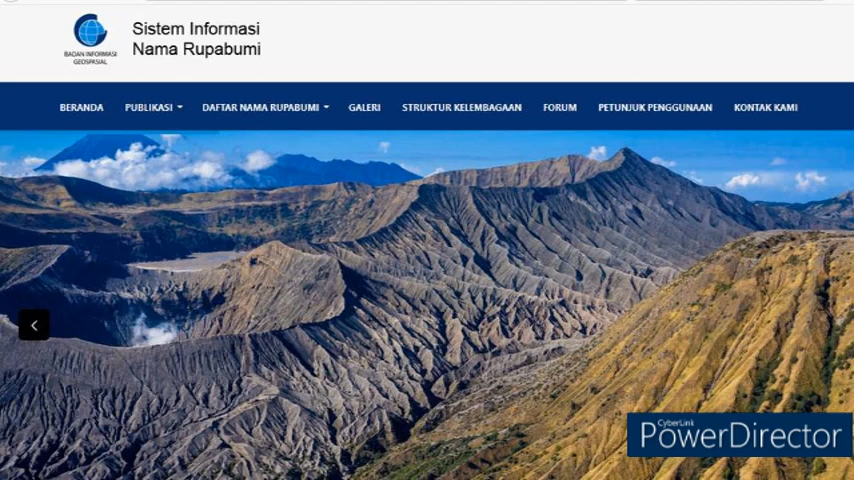 BADAN INFORMASI
GEOSPASIAL
Sistem Informasi
Nama Rupabumi
BERANDA PUBLIKASI DAFTAR NAMA RUPABUMI GALERI STRUKTUR KELEMBAGAAN FORUM PETUNJUK PENGGUNAAN KONTAK KAMI
CyberLink
PowerDirector